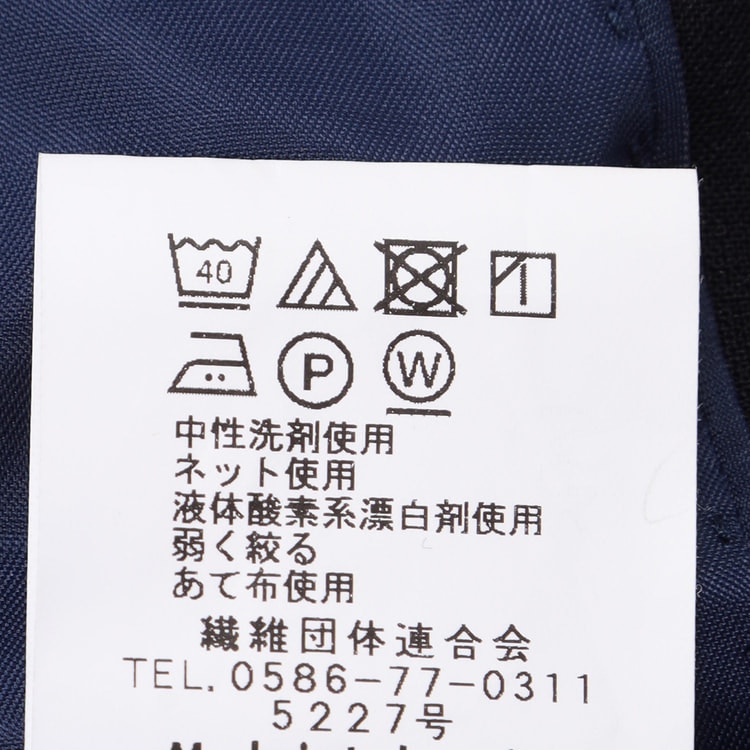 40
P W
中性洗剤使用
ネット使用
液体酸素系漂白剤使用
弱く絞る
あて布使用
繊維団体連合会
TEL.0586-77-0311
5227号